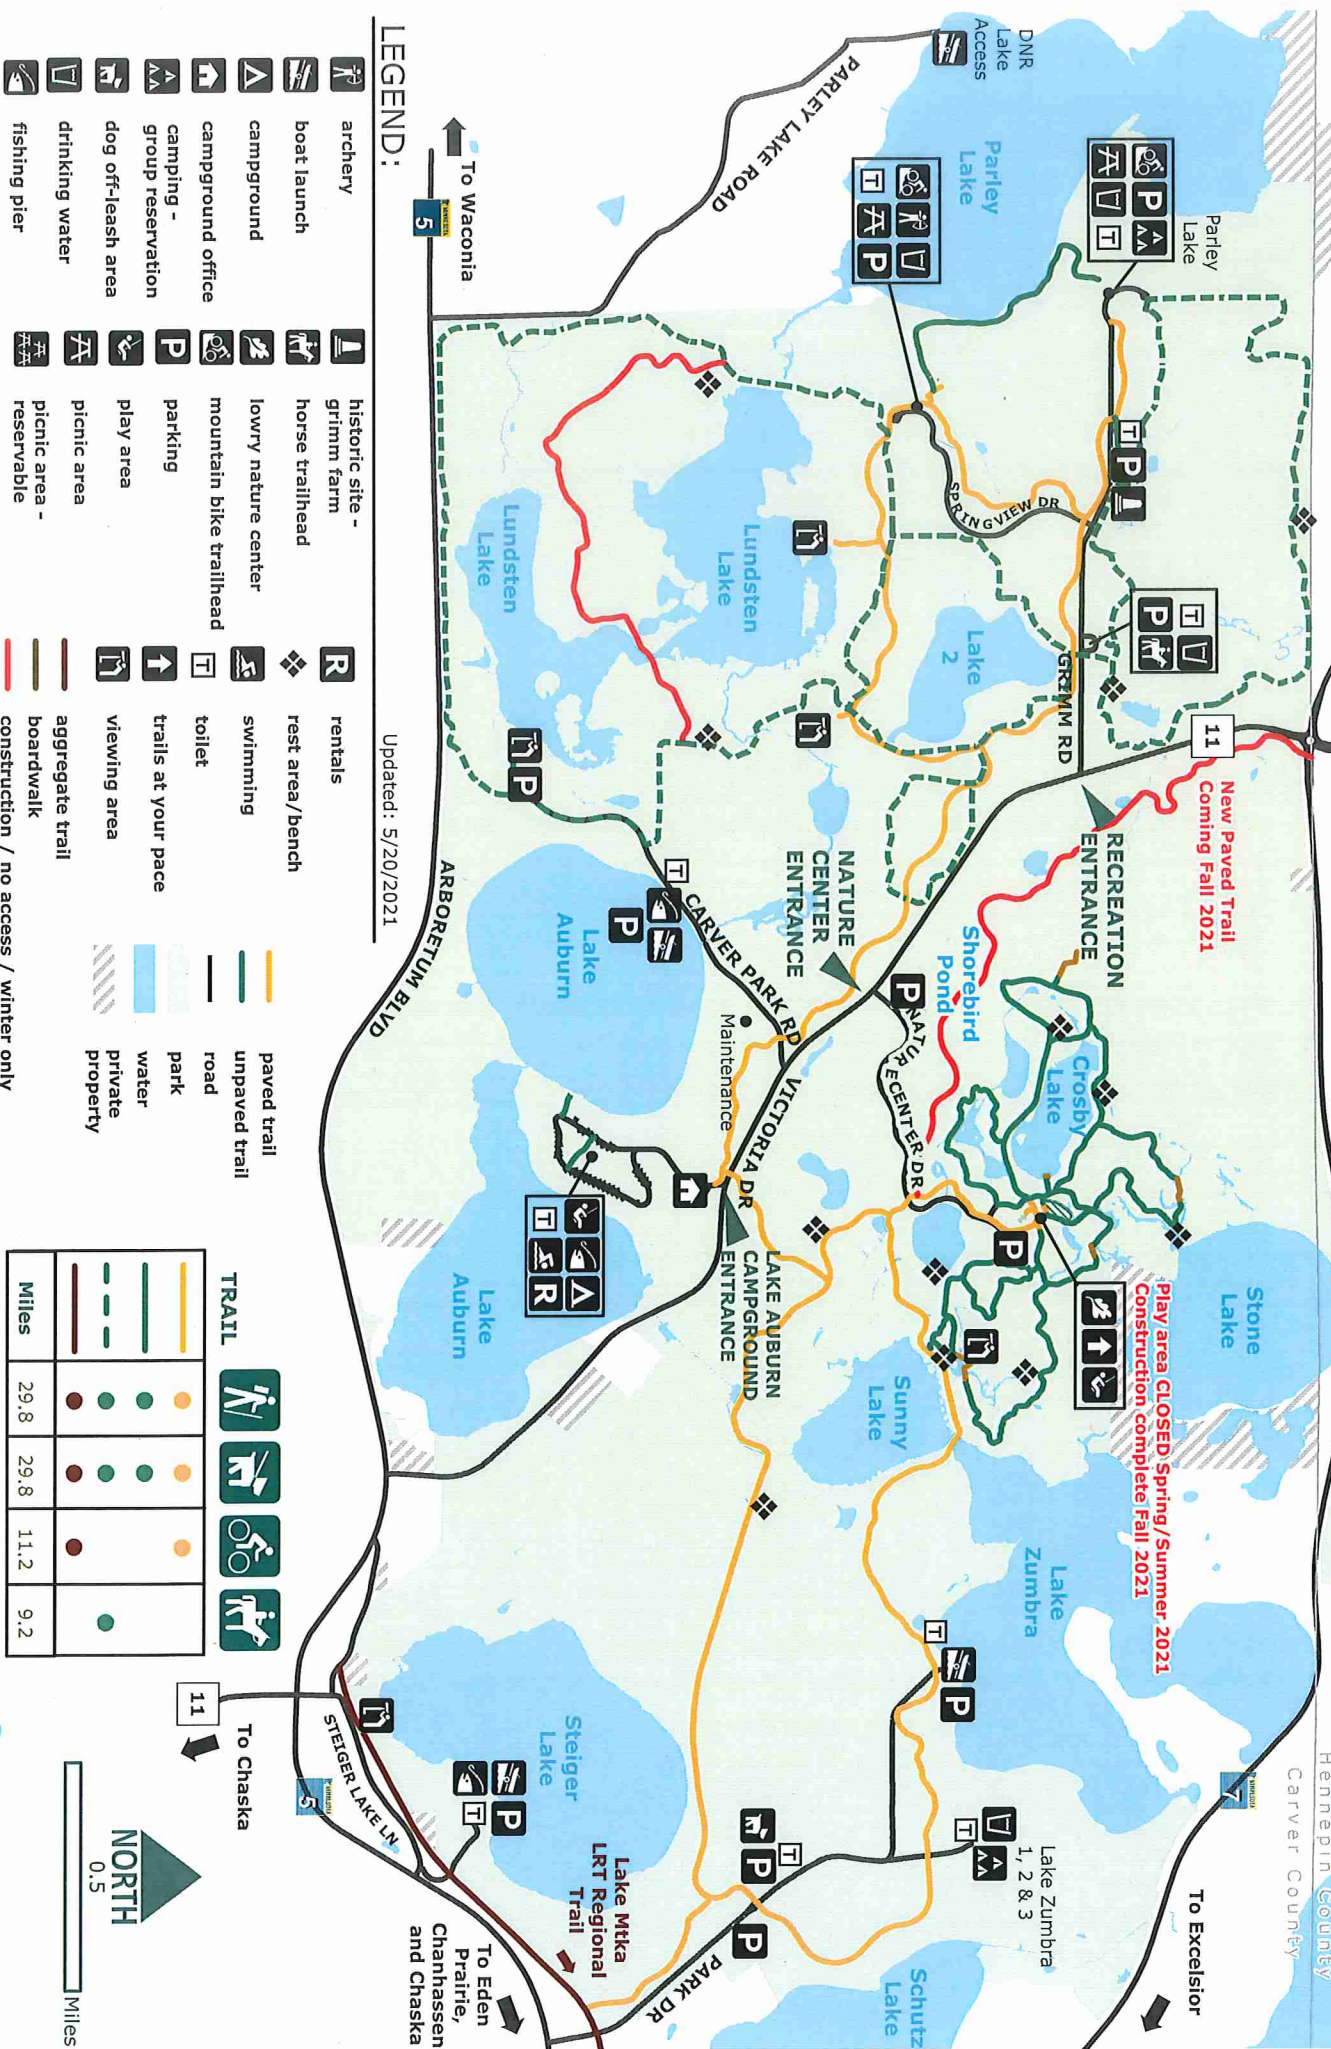 DNR
Lake
Access
PARLEY LAKE ROAD
Parley
Lake
P
T
Parley
Lake
P
T
To Waconia
MINNESOTA
5
T
P
SPRINGVIEW DR
T
P
T
P
GRIMM RD
Lundsten
Lake
Lundsten
Lake
Lake
2
11
New Paved Trail
Coming Fall 2021
RECREATION
ENTRANCE
NATURE
CENTER
ENTRANCE
Shorebird
Pond
P
NATURE CENTER DR
Crosby
Lake
P
T
P
CARVER PARK RD
Lake
Auburn
Maintenance
VICTORIA DR
ARBORETUM BLVD
P
Stone
Lake
Play area CLOSED Spring/Summer 2021
Construction complete Fall 2021
LAKE AUBURN
CAMPGROUND
ENTRANCE
T
R
Lake
Auburn
Sunny
Lake
Lake
Zumbra
T
P
T
Lake Zumbra
1, 2 & 3
MINNESOTA
7
Hennepin County
Carver County
To Excelsior
Steiger
Lake
P
T
P
T
P
PARK DR
Schutz
Lake
Lake Mtka
LRT Regional
Trail
To Eden
Prairie,
Chanhassen
and Chaska
STEIGER LAKE LN
MINNESOTA
5
11
To Chaska
LEGEND:
Updated: 5/20/2021
archery
boat launch
campground
campground office
camping -
group reservation
dog off-leash area
drinking water
fishing pier
historic site -
grimm farm
horse trailhead
lowry nature center
mountain bike trailhead
P
parking
play area
picnic area
picnic area -
reservable
R
rentals
rest area/bench
swimming
T
toilet
trails at your pace
viewing area
aggregate trail
boardwalk
construction / no access / winter only
paved trail
unpaved trail
road
park
water
private
property
TRAIL
Miles 29.8 29.8 11.2 9.2
NORTH
0.5
Miles